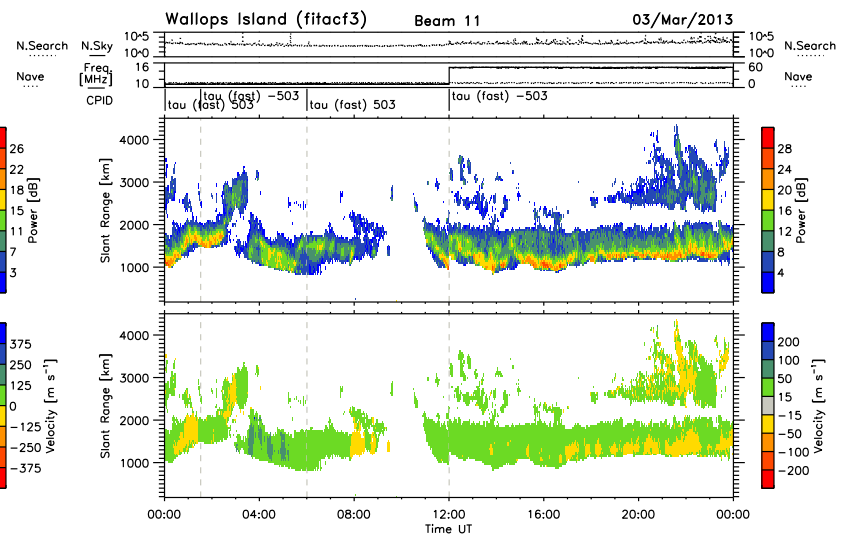 Wallops Island (fitacf3) Beam 11 03/Mar/2013
N.Search N.Sky 10^5 10^5 N.Search
10^0 10^0
Nave Freq. [MHz] 16 60 Nave
10 0
CPID tau (fast) 503 tau (fast) -503 tau (fast) 503 tau (fast) -503
Power [dB] 26 22 18 15 11 7 3
Slant Range [km] 4000 3000 2000 1000
28 24 20 16 12 8 4 Power [dB]
375 250 125 0 -125 -250 -375 Velocity [m s⁻¹]
Slant Range [km] 4000 3000 2000 1000
200 100 50 15 -15 -50 -100 -200 Velocity [m s⁻¹]
00:00 04:00 08:00 12:00 16:00 20:00 00:00
Time UT